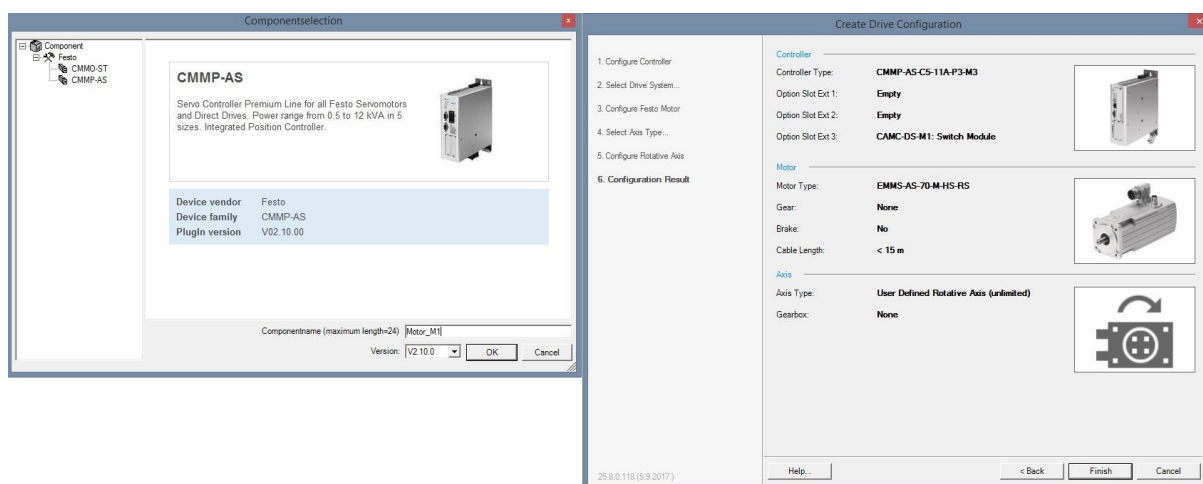 Componentselection
Component
Festo
CMMO-ST
CMMP-AS
CMMP-AS
Servo Controller Premium Line for all Festo Servomotors
and Direct Drives. Power range from 0.5 to 12 kVA in 5
sizes. Integrated Position Controller.
Device vendor Festo
Device family CMMP-AS
PlugIn version V02.10.00
Componentname (maximum length=24) Motor_M1
Version: V2.10.0 OK Cancel
Create Drive Configuration
1. Configure Controller
2. Select Drive System...
3. Configure Festo Motor
4. Select Axis Type...
5. Configure Rotative Axis
6. Configuration Result
Controller
Controller Type: CMMP-AS-C5-11A-P3-M3
Option Slot Ext 1: Empty
Option Slot Ext 2: Empty
Option Slot Ext 3: CAMC-DS-M1: Switch Module
Motor
Motor Type: EMMS-AS-70-M-HS-RS
Gear: None
Brake: No
Cable Length: < 15 m
Axis
Axis Type: User Defined Rotative Axis (unlimited)
Gearbox: None
25.8.0.118 (5.9.2017.)
Help... < Back Finish Cancel